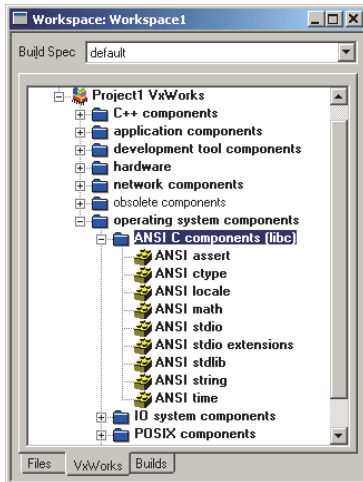 Workspace: Workspace1
Build Spec default
Project1 VxWorks
C++ components
application components
development tool components
hardware
network components
obsolete components
operating system components
ANSI C components (libc)
ANSI assert
ANSI ctype
ANSI locale
ANSI math
ANSI stdio
ANSI stdio extensions
ANSI stdlib
ANSI string
ANSI time
IO system components
POSIX components
Files VxWorks Builds